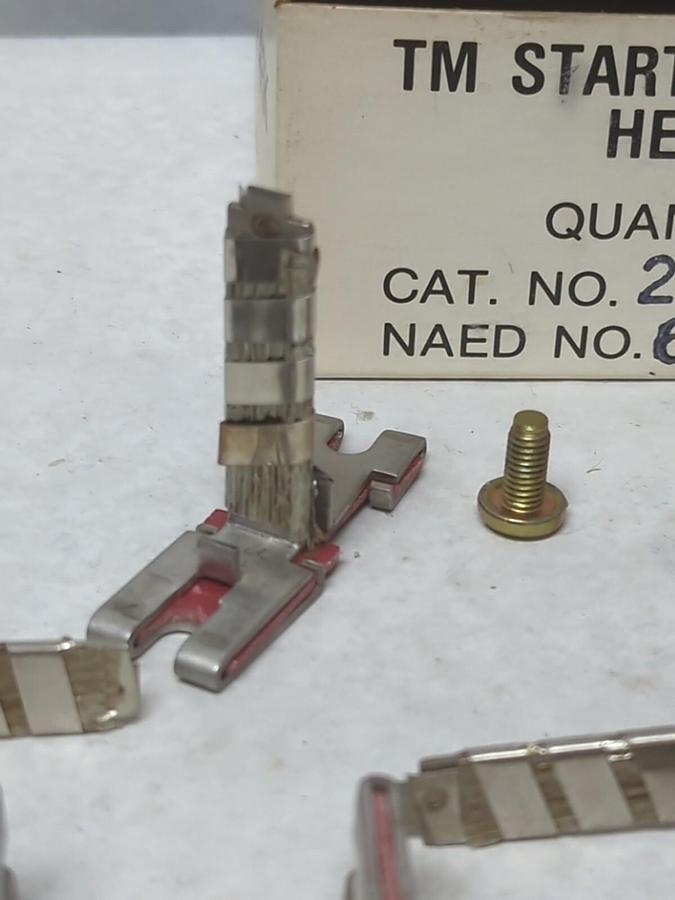 TM START
HE
QUAN
CAT. NO. 2
NAED NO. 6